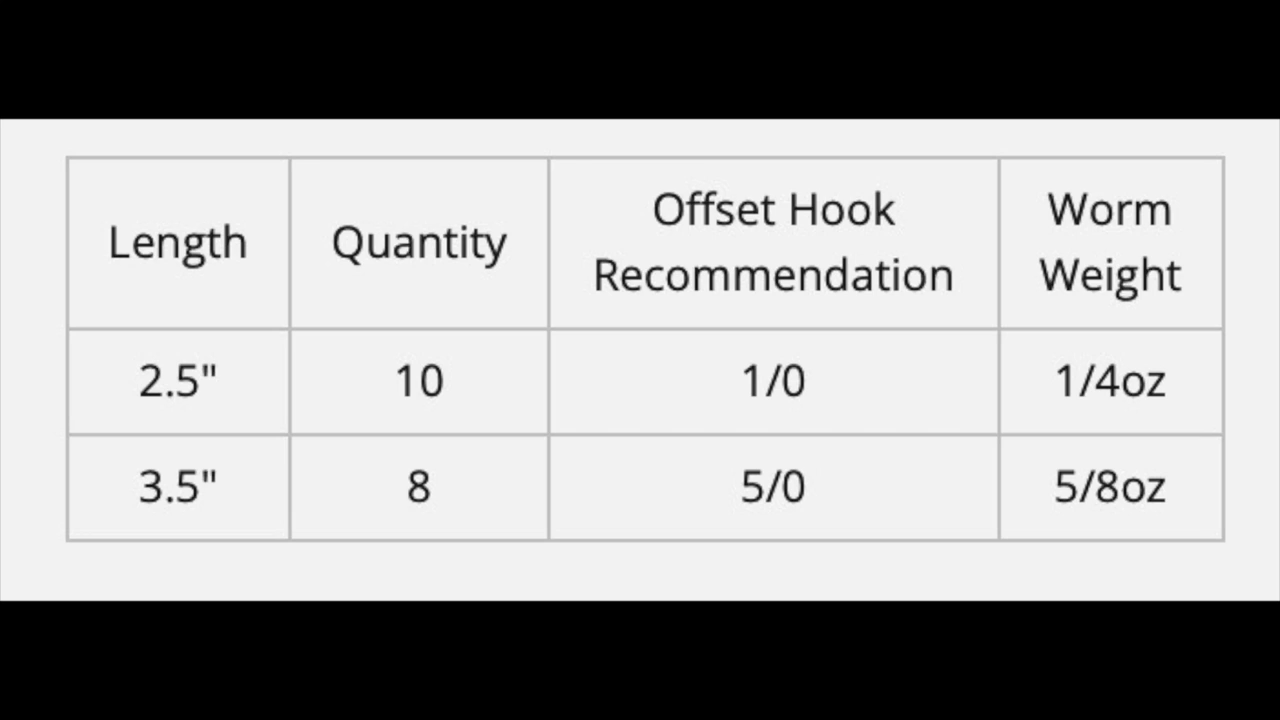 Length Quantity Offset Hook Recommendation Worm Weight
2.5" 10 1/0 1/4oz
3.5" 8 5/0 5/8oz